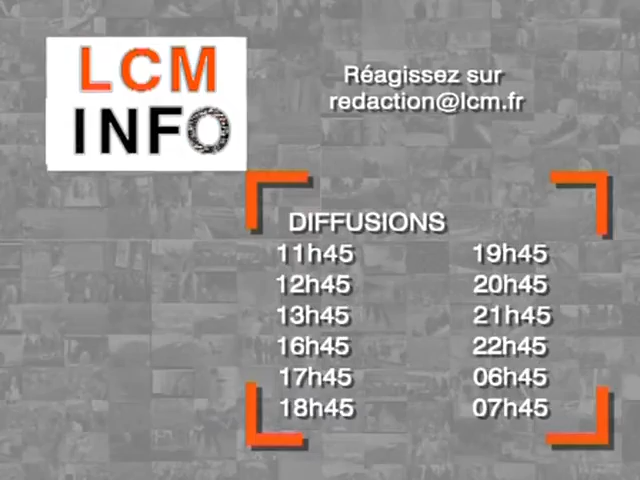 LCM
INFO
Réagissez sur
redaction@lcm.fr
DIFFUSIONS
11h45
12h45
13h45
16h45
17h45
18h45
19h45
20h45
21h45
22h45
06h45
07h45